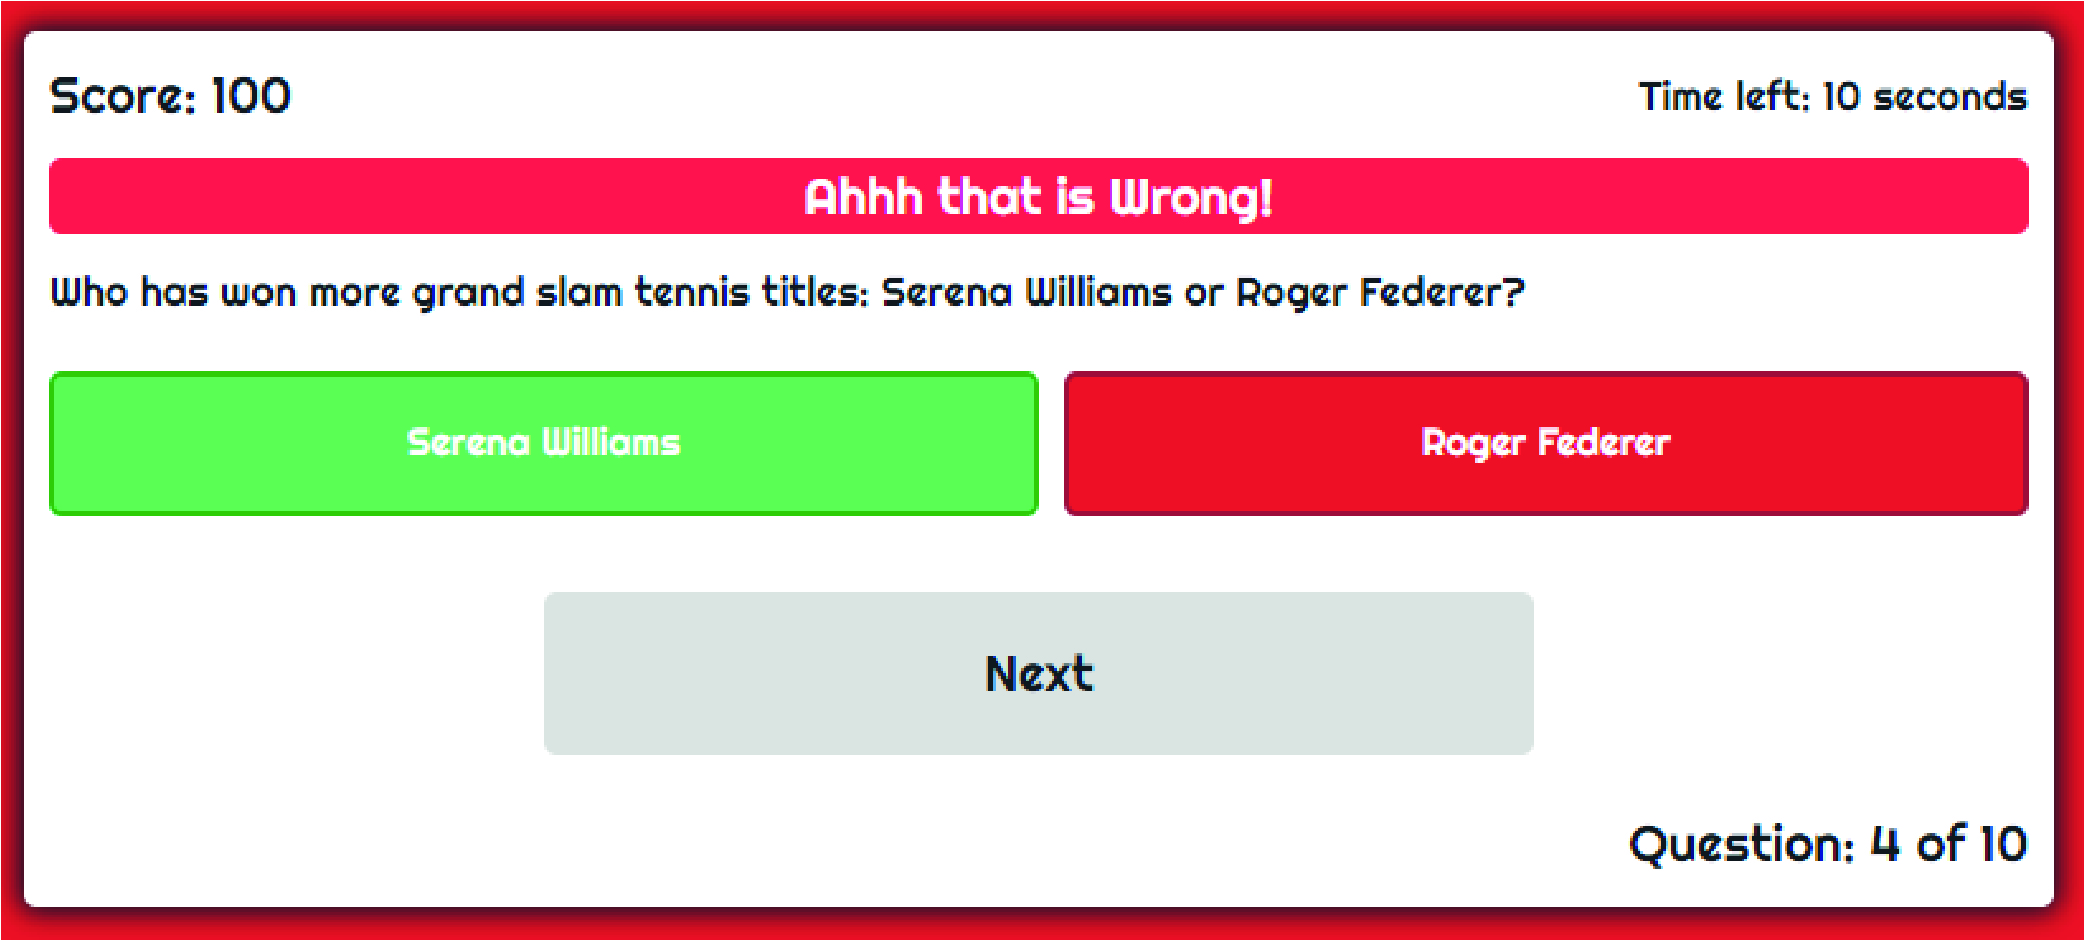 Score: 100
Time left: 10 seconds
Ahhh that is Wrong!
Who has won more grand slam tennis titles: Serena Williams or Roger Federer?
Serena Williams
Roger Federer
Next
Question: 4 of 10